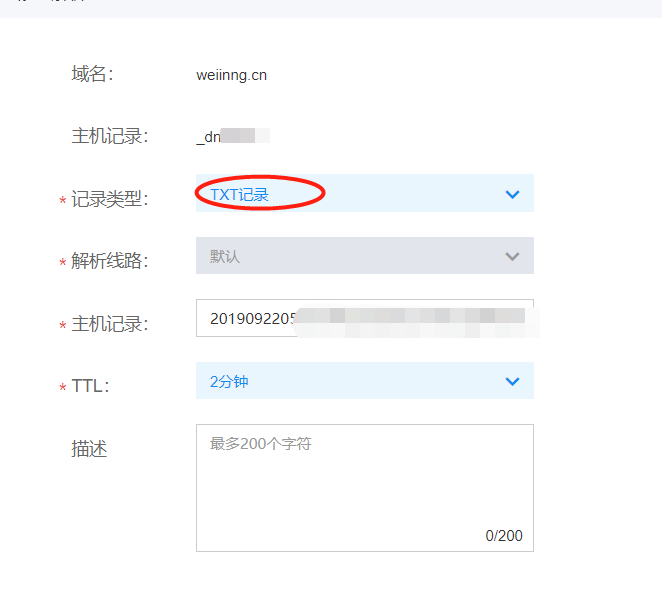 域名：
weiinng.cn
主机记录：
_dn
* 记录类型：
TXT记录
* 解析线路：
默认
* 主机记录：
2019092205
* TTL：
2分钟
描述
最多200个字符
0/200